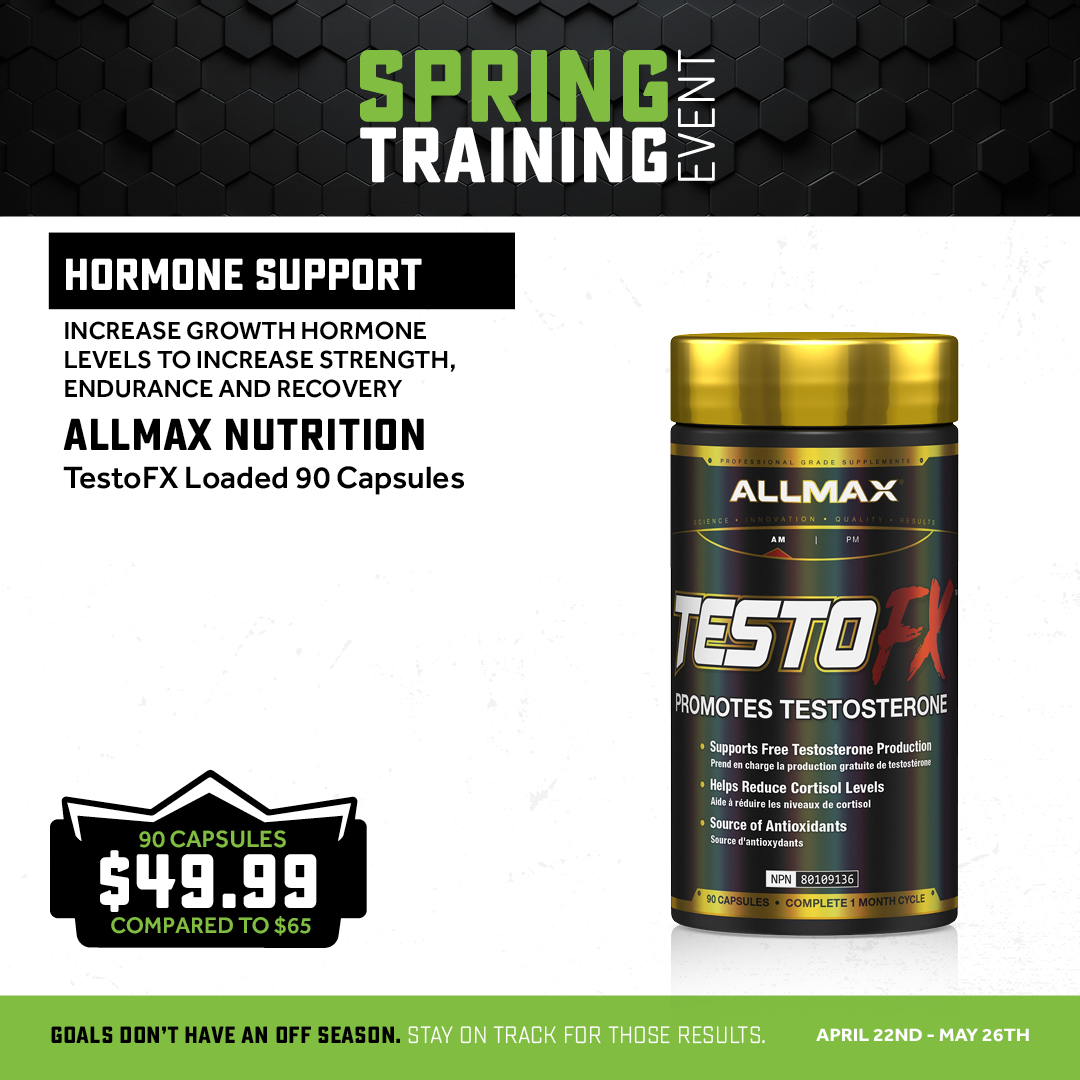 SPRING
TRAINING
EVENT
HORMONE SUPPORT
INCREASE GROWTH HORMONE
LEVELS TO INCREASE STRENGTH,
ENDURANCE AND RECOVERY
ALLMAX NUTRITION
TestoFX Loaded 90 Capsules
PROFESSIONAL GRADE SUPPLEMENTS
ALLMAX
SCIENCE • INNOVATION • QUALITY • RESULTS
AM | PM
TESTOFX
PROMOTES TESTOSTERONE
• Supports Free Testosterone Production
Prend en charge la production gratuite de testostérone
• Helps Reduce Cortisol Levels
Aide à réduire les niveaux de cortisol
• Source of Antioxidants
Source d'antioxydants
NPN 80109136
90 CAPSULES • COMPLETE 1 MONTH CYCLE
90 CAPSULES
$49.99
COMPARED TO $65
GOALS DON'T HAVE AN OFF SEASON. STAY ON TRACK FOR THOSE RESULTS.
APRIL 22ND - MAY 26TH